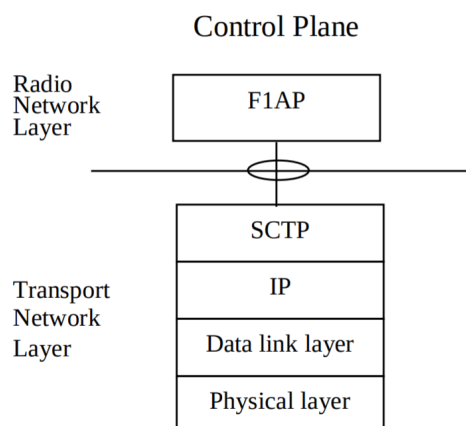 Control Plane
Radio
Network
Layer
F1AP
SCTP
IP
Transport
Network
Layer
Data link layer
Physical layer